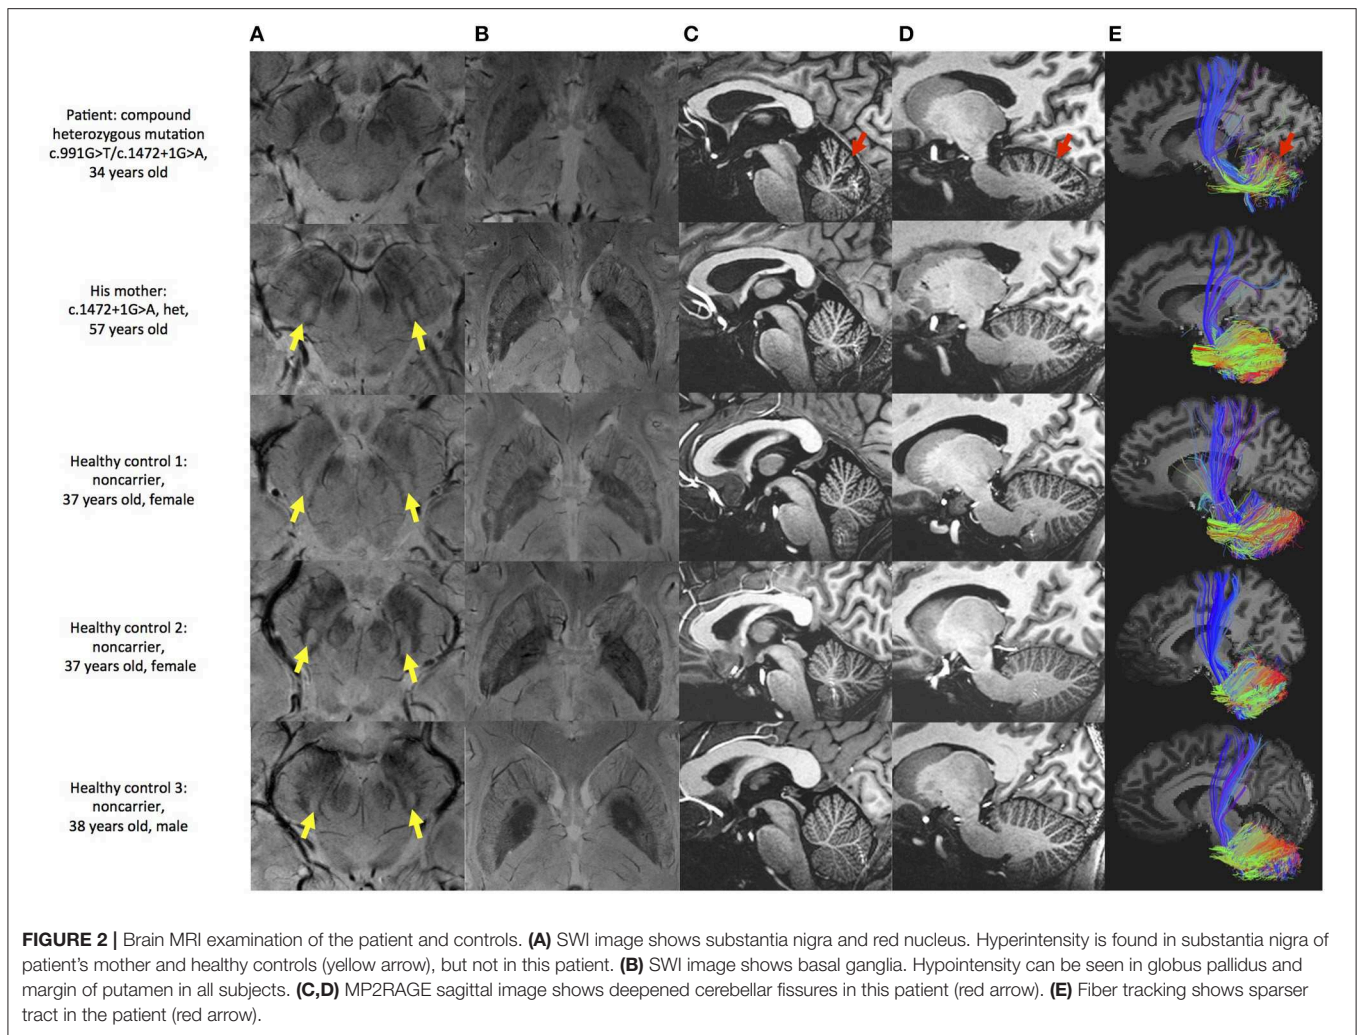 A B C D E
Patient: compound
heterozygous mutation
c.991G>T/c.1472+1G>A,
34 years old
His mother:
c.1472+1G>A, het,
57 years old
Healthy control 1:
noncarrier,
37 years old, female
Healthy control 2:
noncarrier,
37 years old, female
Healthy control 3:
noncarrier,
38 years old, male
FIGURE 2 | Brain MRI examination of the patient and controls. (A) SWI image shows substantia nigra and red nucleus. Hyperintensity is found in substantia nigra of
patient's mother and healthy controls (yellow arrow), but not in this patient. (B) SWI image shows basal ganglia. Hypointensity can be seen in globus pallidus and
margin of putamen in all subjects. (C,D) MP2RAGE sagittal image shows deepened cerebellar fissures in this patient (red arrow). (E) Fiber tracking shows sparser
tract in the patient (red arrow).